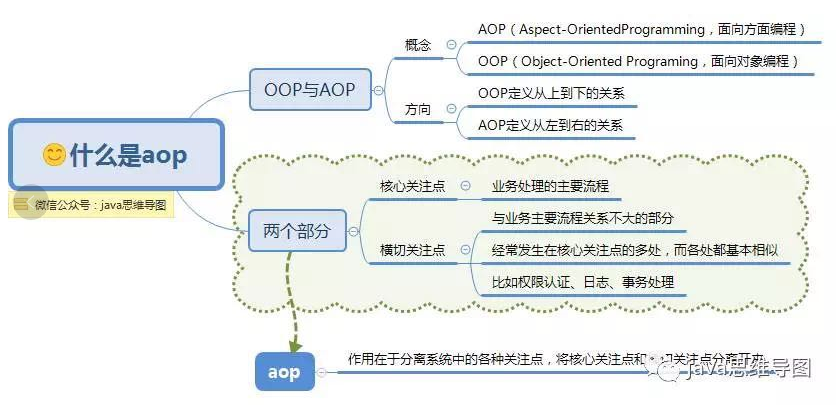 什么是aop
微信公众号：java思维导图
OOP与AOP
概念
AOP（Aspect-OrientedProgramming，面向方面编程）
OOP（Object-Oriented Programing，面向对象编程）
方向
OOP定义从上到下的关系
AOP定义从左到右的关系
两个部分
核心关注点
业务处理的主要流程
横切关注点
与业务主要流程关系不大的部分
经常发生在核心关注点的多处，而各处都基本相似
比如权限认证、日志、事务处理
aop
作用在于分离系统中的各种关注点，将核心关注点和切关注点分离开来
java思维导图